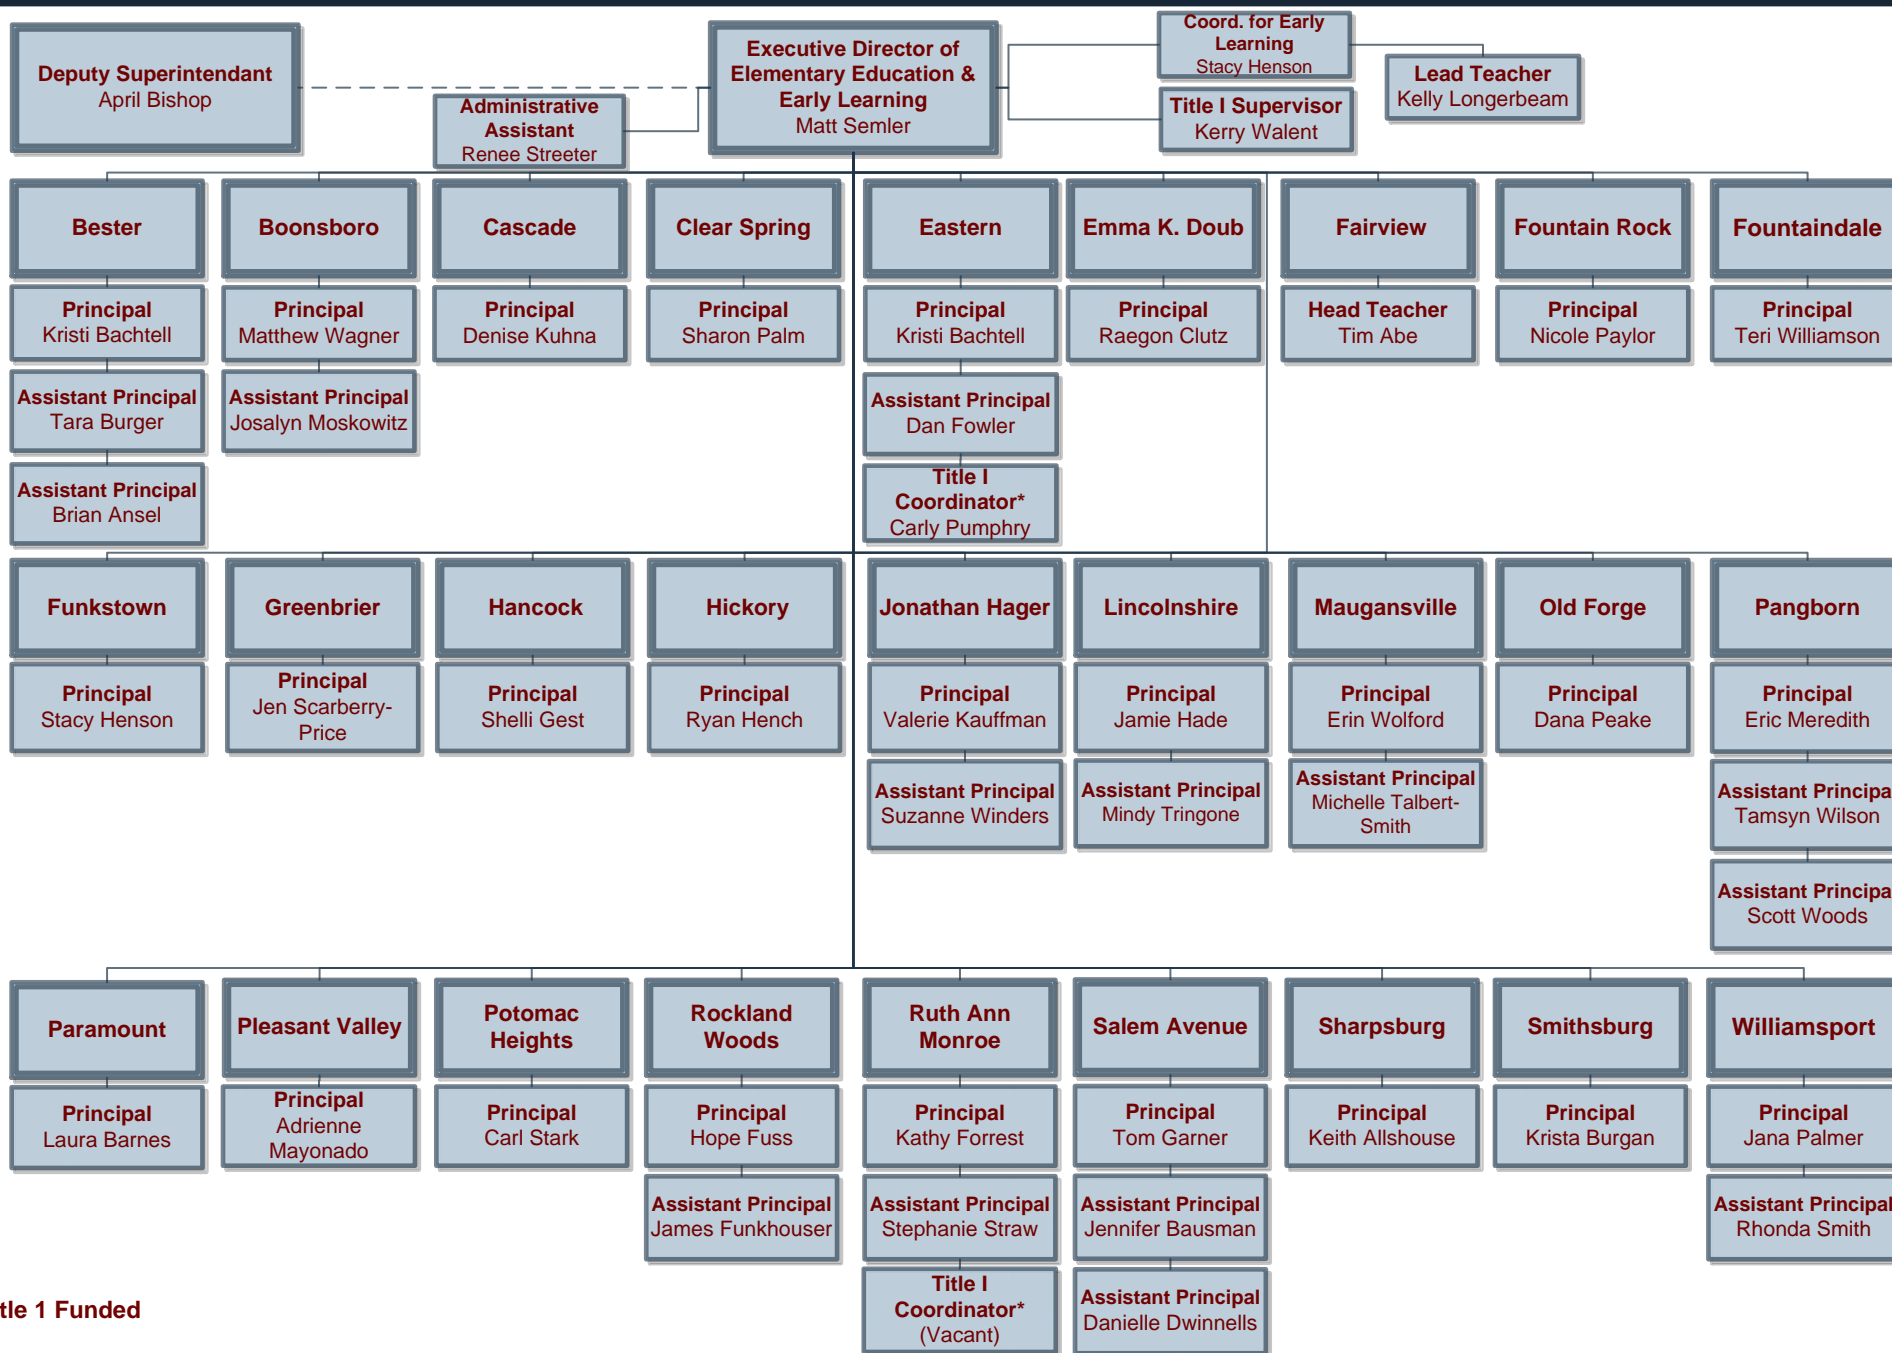 Deputy Superintendant
April Bishop
Executive Director of
Elementary Education &
Early Learning
Matt Semler
Administrative
Assistant
Renee Streeter
Coord. for Early
Learning
Stacy Henson
Lead Teacher
Kelly Longerbeam
Title I Supervisor
Kerry Walent
Bester
Principal
Kristi Bachtell
Assistant Principal
Tara Burger
Assistant Principal
Brian Ansel
Boonsboro
Principal
Matthew Wagner
Assistant Principal
Josalyn Moskowitz
Cascade
Principal
Denise Kuhna
Clear Spring
Principal
Sharon Palm
Eastern
Principal
Kristi Bachtell
Assistant Principal
Dan Fowler
Title I
Coordinator*
Carly Pumphry
Emma K. Doub
Principal
Raegon Clutz
Fairview
Head Teacher
Tim Abe
Fountain Rock
Principal
Nicole Paylor
Fountaindale
Principal
Teri Williamson
Funkstown
Principal
Stacy Henson
Greenbrier
Principal
Jen Scarberry-
Price
Hancock
Principal
Shelli Gest
Hickory
Principal
Ryan Hench
Jonathan Hager
Principal
Valerie Kauffman
Assistant Principal
Suzanne Winders
Lincolnshire
Principal
Jamie Hade
Assistant Principal
Mindy Tringone
Maugansville
Principal
Erin Wolford
Assistant Principal
Michelle Talbert-
Smith
Old Forge
Principal
Dana Peake
Pangborn
Principal
Eric Meredith
Assistant Principa
Tamsyn Wilson
Assistant Principa
Scott Woods
Paramount
Principal
Laura Barnes
Pleasant Valley
Principal
Adrienne
Mayonado
Potomac
Heights
Principal
Carl Stark
Rockland
Woods
Principal
Hope Fuss
Assistant Principal
James Funkhouser
Ruth Ann
Monroe
Principal
Kathy Forrest
Assistant Principal
Stephanie Straw
Title I
Coordinator*
(Vacant)
Salem Avenue
Principal
Tom Garner
Assistant Principal
Jennifer Bausman
Assistant Principal
Danielle Dwinnells
Sharpsburg
Principal
Keith Allshouse
Smithsburg
Principal
Krista Burgan
Williamsport
Principal
Jana Palmer
Assistant Principal
Rhonda Smith
tle 1 Funded